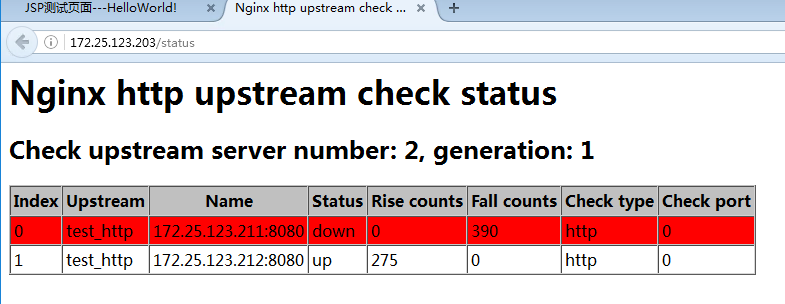 JSP测试页面---HelloWorld!  Nginx http upstream check ...
172.25.123.203/status
Nginx http upstream check status
Check upstream server number: 2, generation: 1
Index Upstream Name Status Rise counts Fall counts Check type Check port
0 test_http 172.25.123.211:8080 down 0 390 http 0
1 test_http 172.25.123.212:8080 up 275 0 http 0